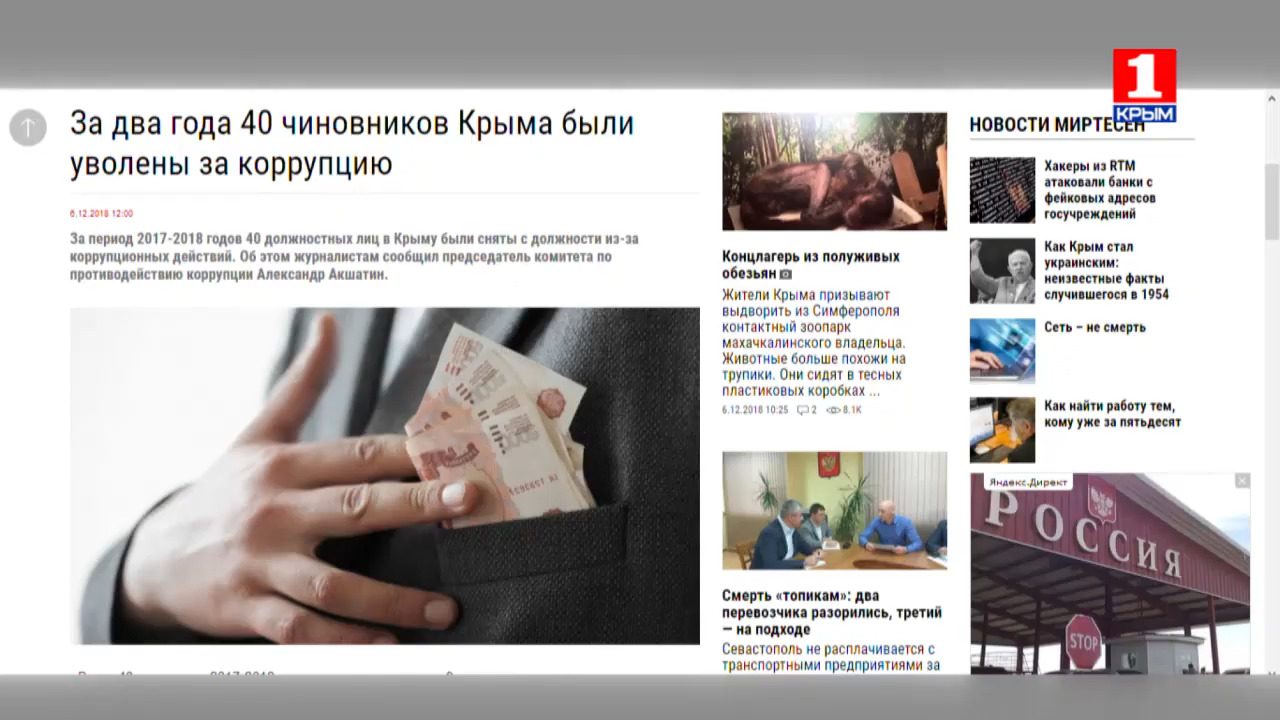 1
КРЫМ
За два года 40 чиновников Крыма были
уволены за коррупцию
6.12.2018 12:00
За период 2017-2018 годов 40 должностных лиц в Крыму были сняты с должности из-за
коррупционных действий. Об этом журналистам сообщил председатель комитета по
противодействию коррупции Александр Акшатин.
Концлагерь из полуживых
обезьян
Жители Крыма призывают
выдворить из Симферополя
контактный зоопарк
махачкалинского владельца.
Животные больше похожи на
трупики. Они сидят в тесных
пластиковых коробках ...
6.12.2018 10:25 2 8.1K
Смерть «топикам»: два
перевозчика разорились, третий
— на подходе
Севастополь не расплачивается с
транспортными предприятиями за
НОВОСТИ МИРТЕСЕН
Хакеры из RTM
атаковали банки с
фейковых адресов
госучреждений
Как Крым стал
украинским:
неизвестные факты
случившегося в 1954
Сеть – не смерть
Как найти работу тем,
кому уже за пятьдесят
Яндекс.Директ
РОССИЯ
STOP